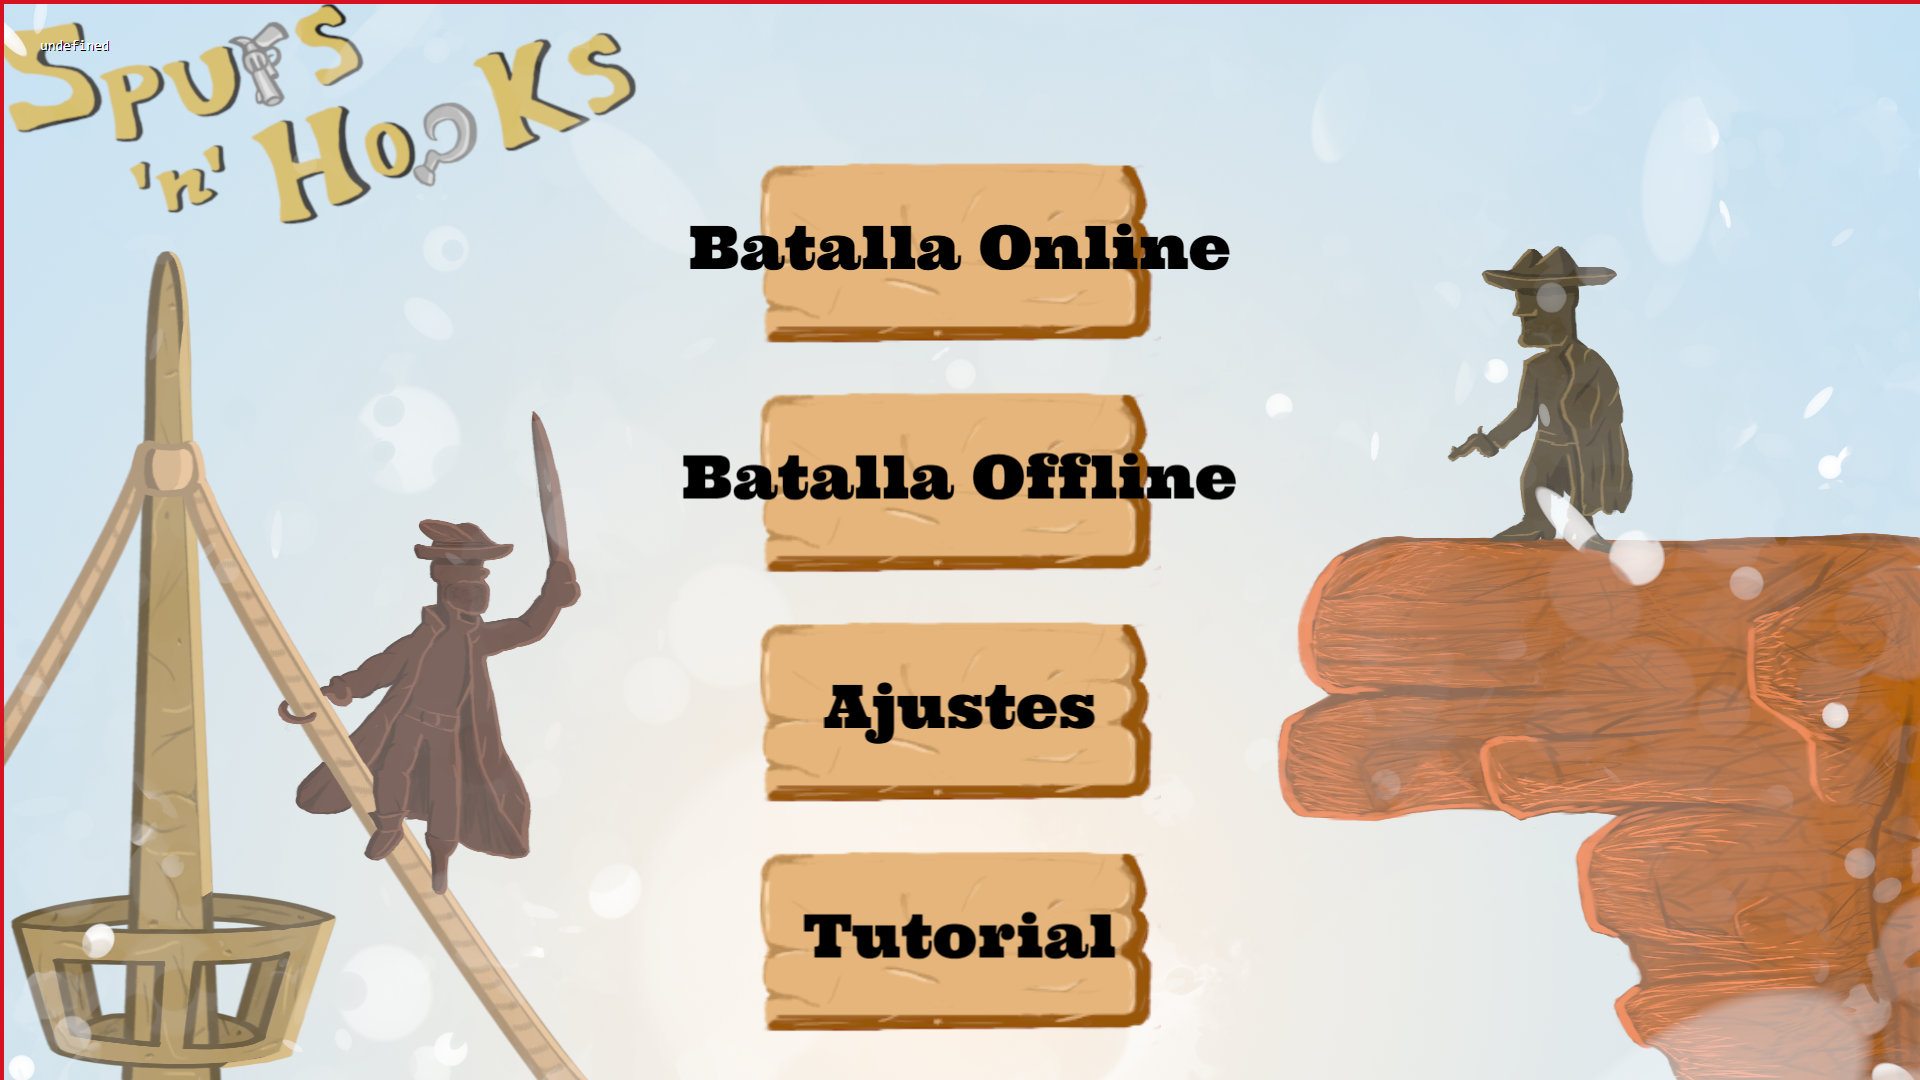 undefined
Spurs
'n' Hooks
Batalla Online
Batalla Offline
Ajustes
Tutorial